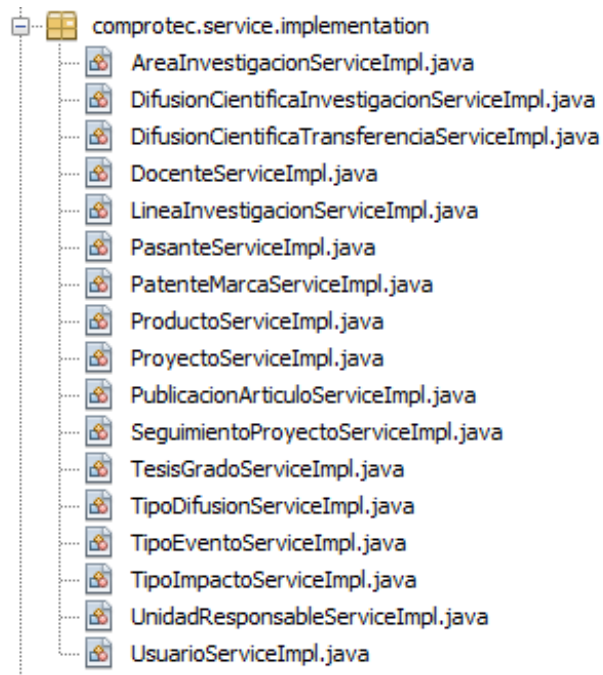 comprotec.service.implementation
AreaInvestigacionServiceImpl.java
DifusionCientificaInvestigacionServiceImpl.java
DifusionCientificaTransferenciaServiceImpl.java
DocenteServiceImpl.java
LineaInvestigacionServiceImpl.java
PasanteServiceImpl.java
PatenteMarcaServiceImpl.java
ProductoServiceImpl.java
ProyectoServiceImpl.java
PublicacionArticuloServiceImpl.java
SeguimientoProyectoServiceImpl.java
TesisGradoServiceImpl.java
TipoDifusionServiceImpl.java
TipoEventoServiceImpl.java
TipoImpactoServiceImpl.java
UnidadResponsableServiceImpl.java
UsuarioServiceImpl.java